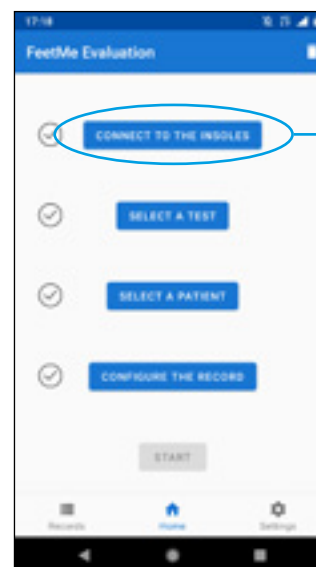 17:18
FeetMe Evaluation
CONNECT TO THE INSOLES
SELECT A TEST
SELECT A PATIENT
CONFIGURE THE RECORD
START
Records
Home
Settings